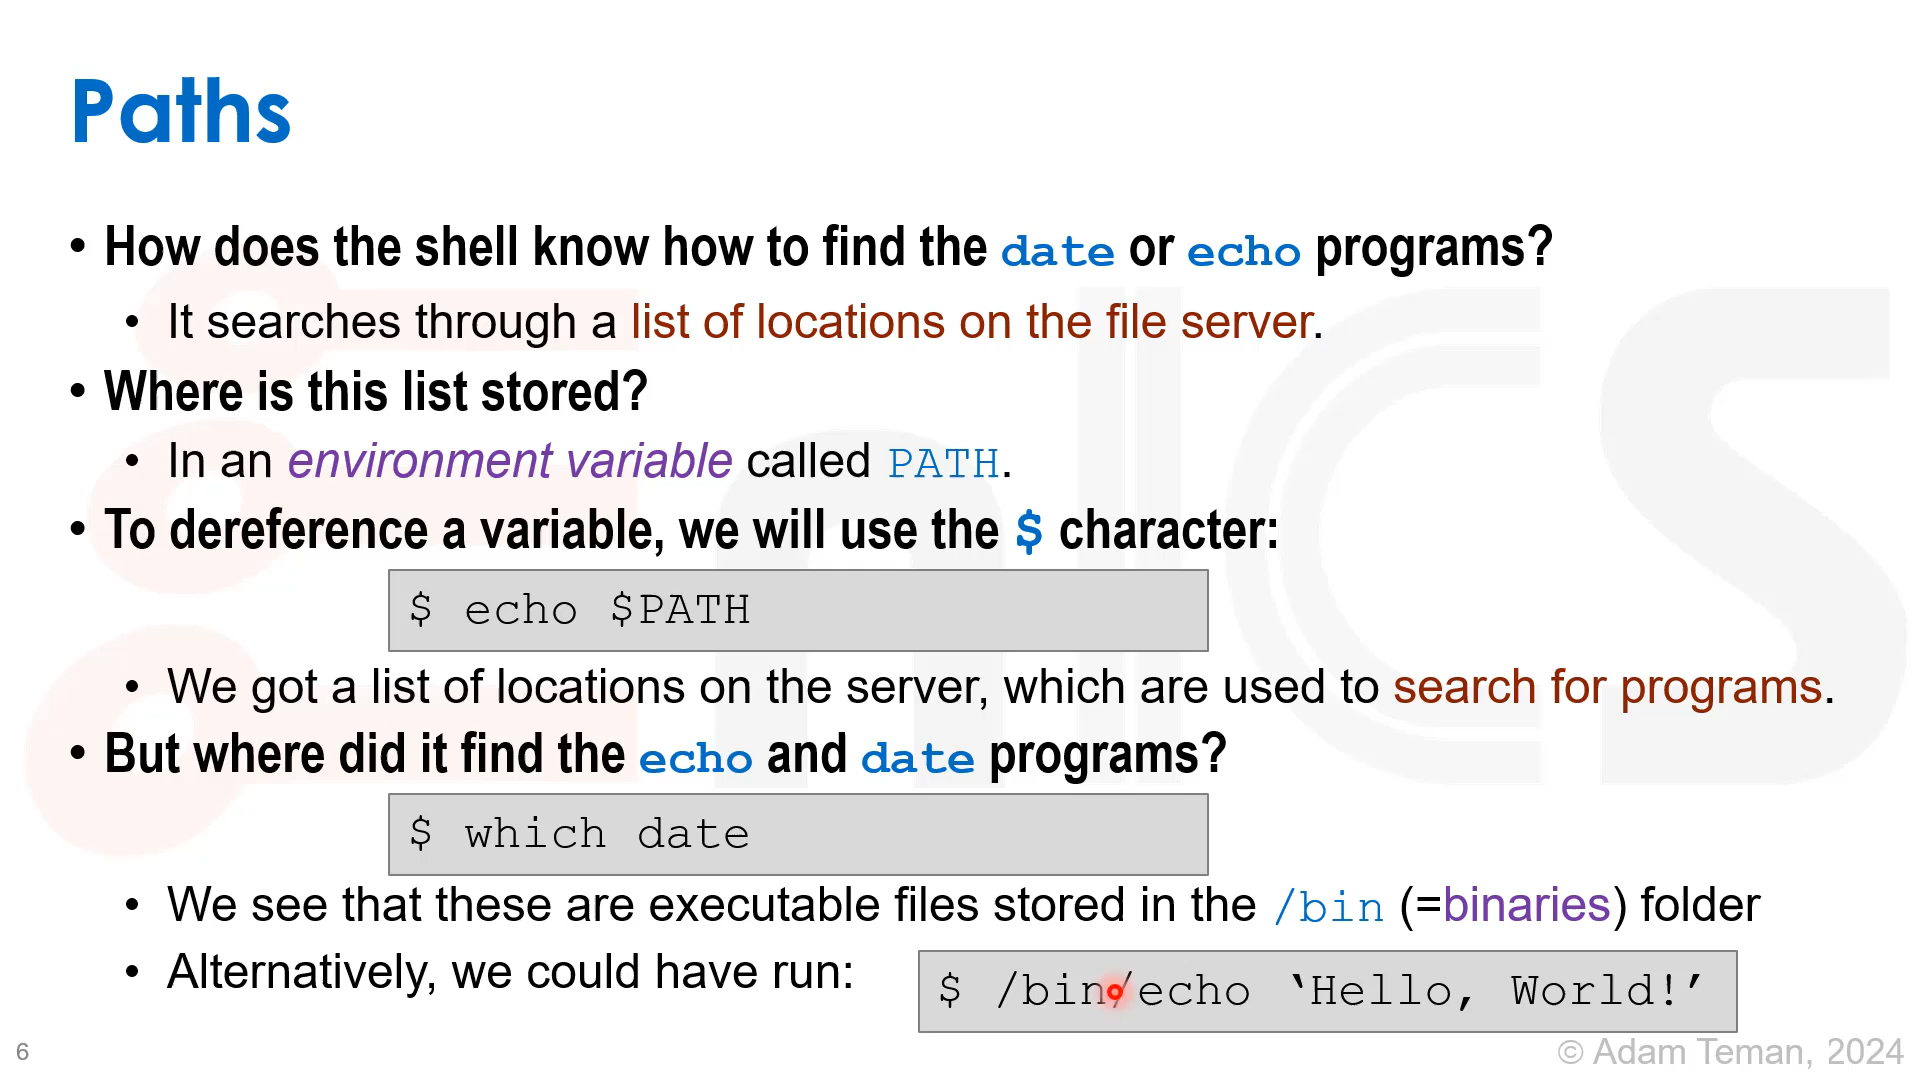 Paths
• How does the shell know how to find the date or echo programs?
• It searches through a list of locations on the file server.
• Where is this list stored?
• In an environment variable called PATH.
• To dereference a variable, we will use the $ character:
$ echo $PATH
• We got a list of locations on the server, which are used to search for programs.
• But where did it find the echo and date programs?
$ which date
• We see that these are executable files stored in the /bin (=binaries) folder
• Alternatively, we could have run:
$ /bin/echo ‘Hello, World!’
6
© Adam Teman, 2024
nICS